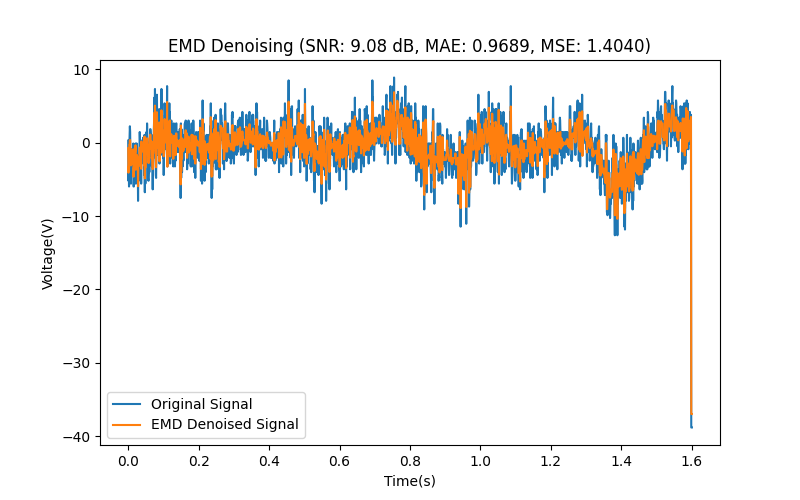 EMD Denoising (SNR: 9.08 dB, MAE: 0.9689, MSE: 1.4040)
10
0
−10
−20
−30
−40
Voltage(V)
Original Signal
EMD Denoised Signal
0.0 0.2 0.4 0.6 0.8 1.0 1.2 1.4 1.6
Time(s)